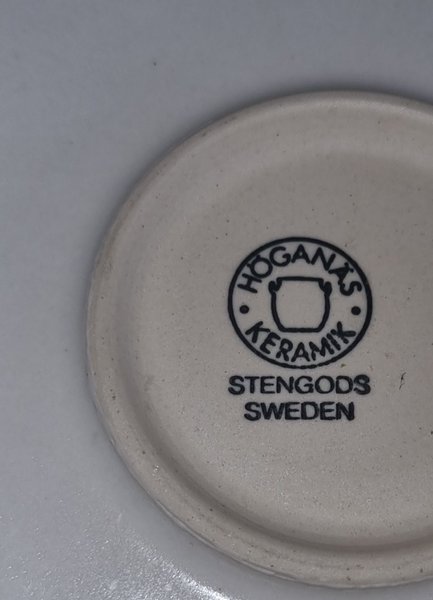 HÖGANÄS
KERAMIK
STENGODS
SWEDEN